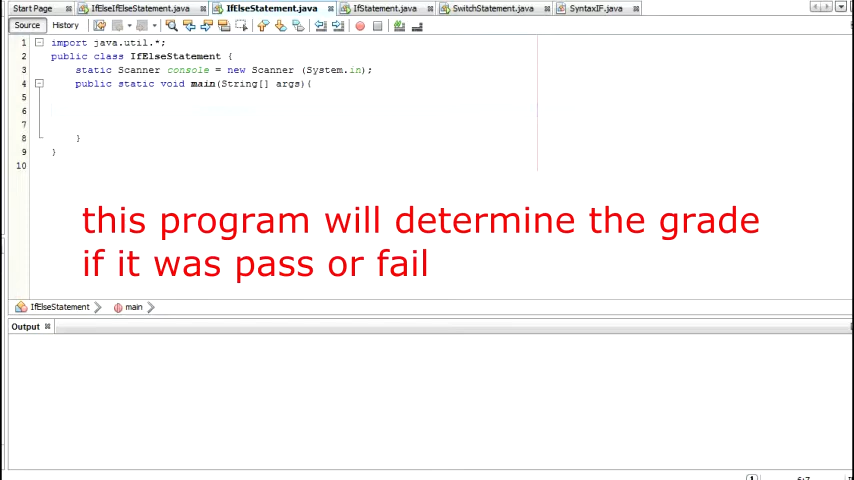 Start Page IfElseIfElseStatement.java IfElseStatement.java IfStatement.java SwitchStatement.java SyntaxIF.java
Source History
1 import java.util.*;
2 public class IfElseStatement {
3 static Scanner console = new Scanner (System.in);
4 public static void main(String[] args){
5
6
7
8 }
9 }
10
this program will determine the grade
if it was pass or fail
IfElseStatement main
Output